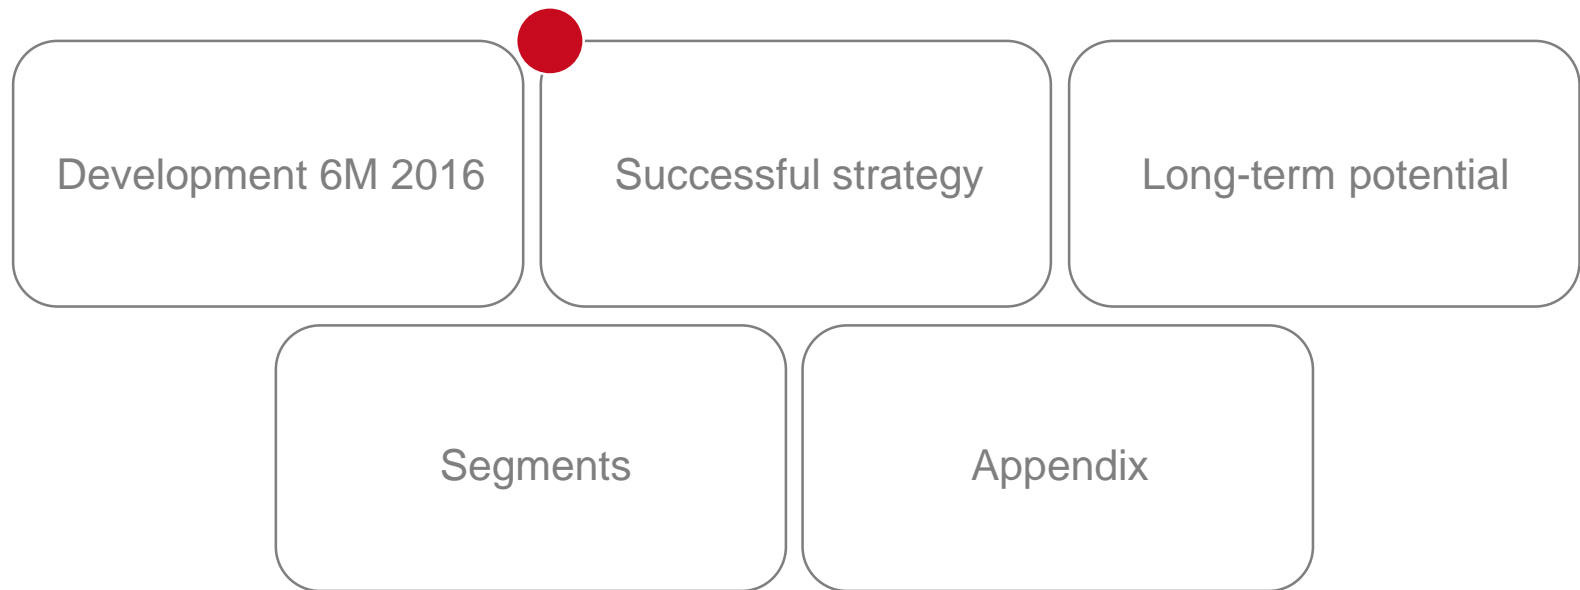 Development 6M 2016
Successful strategy
Long-term potential
Segments
Appendix